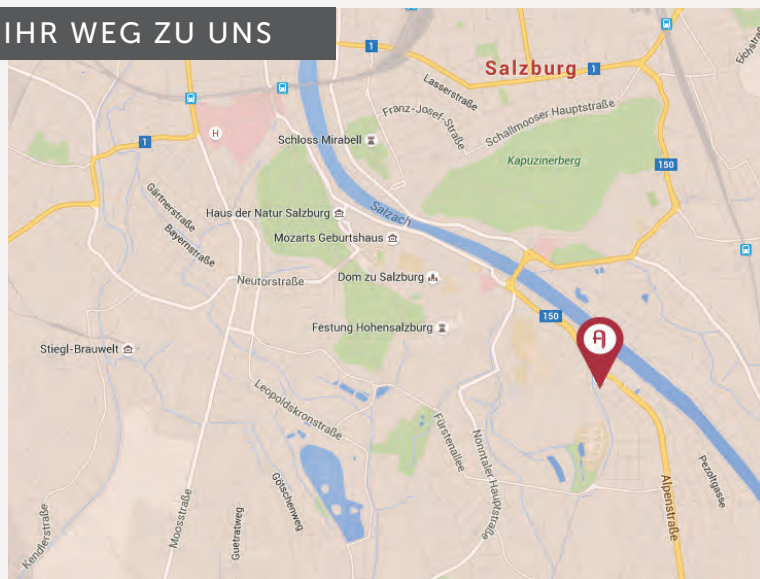 IHR WEG ZU UNS
1
Salzburg
1
Lasserstraße
Franz-Josef-Straße
Schallmooser Hauptstraße
H
Schloss Mirabell
1
Kapuzinerberg
150
Gärtnerstraße
Bayernstraße
Haus der Natur Salzburg
Salzach
Mozarts Geburtshaus
Neutorstraße
Dom zu Salzburg
150
Festung Hohensalzburg
Stiegl-Brauwelt
Leopoldskronstraße
Fürstenallee
Nonntaler Hauptstraße
Pezoltgasse
Alpenstraße
Götschenweg
Guetratweg
Moosstraße
Kendlerstraße